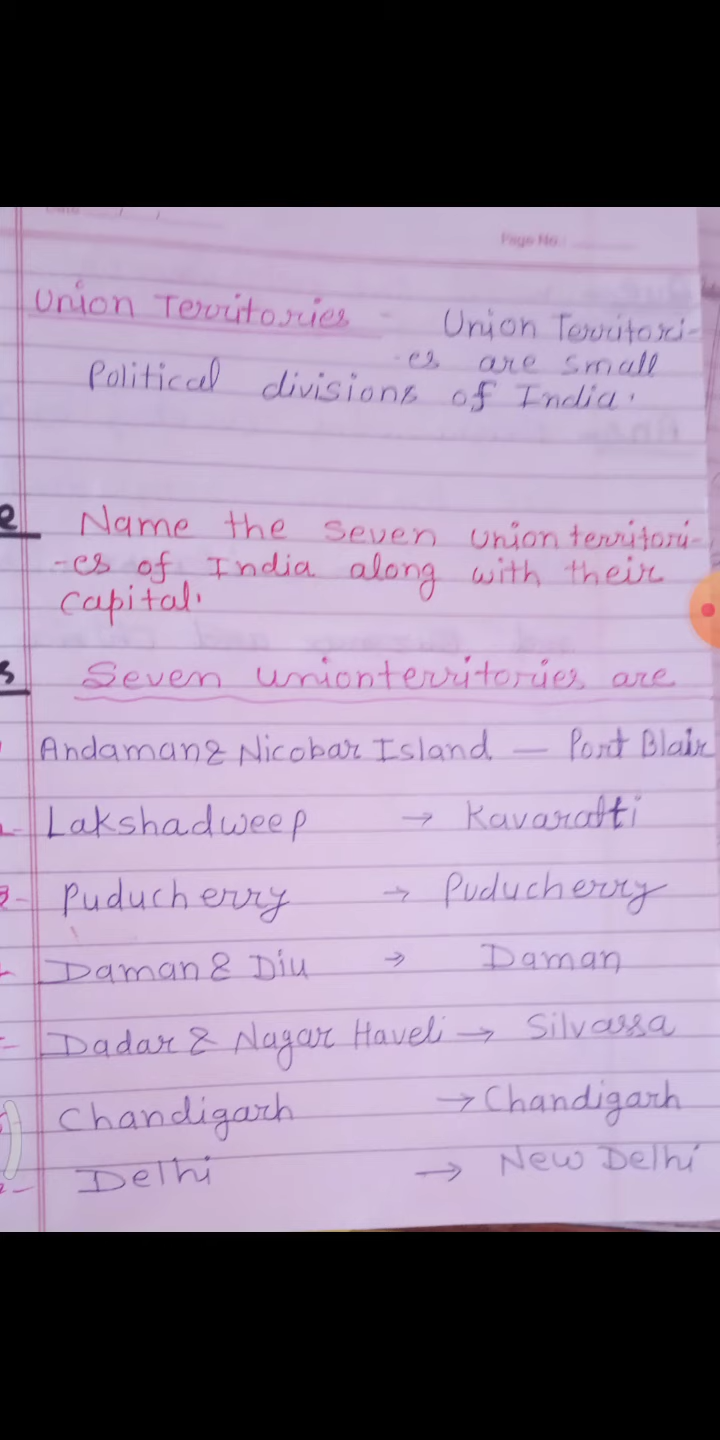 Page No.:
Union Territories - Union Territori-
-es are small
Political divisions of India.
Name the seven union territori-
-es of India along with their
capital.
Seven unionterritories are
Andaman & Nicobar Island — Port Blair
Lakshadweep → Kavaratti
Puducherry → Puducherry
Daman & Diu → Daman
Dadar & Nagar Haveli → Silvassa
Chandigarh → Chandigarh
Delhi → New Delhi